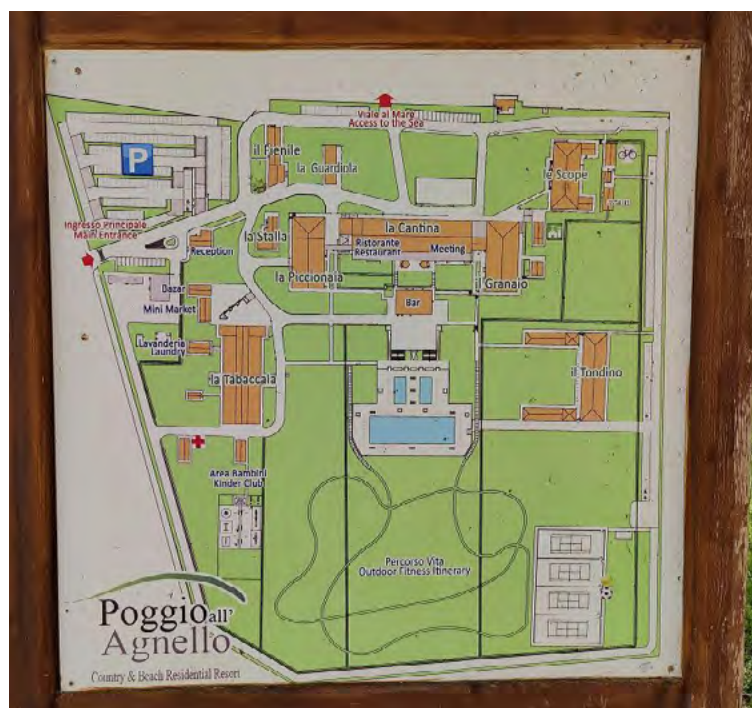 Viale al Mare
Access to the Sea
P
il Fienile
la Guardiola
le Scope
Ingresso Principale
Main Entrance
la Stalla
la Cantina
Reception
Ristorante
Restaurant
Meeting
la Piccionaia
il Granaio
Bazar
Mini Market
Bar
Lavanderia
Laundry
la Tabaccaia
il Tondino
Area Bambini
Kinder Club
Percorso Vita
Outdoor Fitness Itinerary
Poggio all'
Agnello
Country & Beach Residential Resort